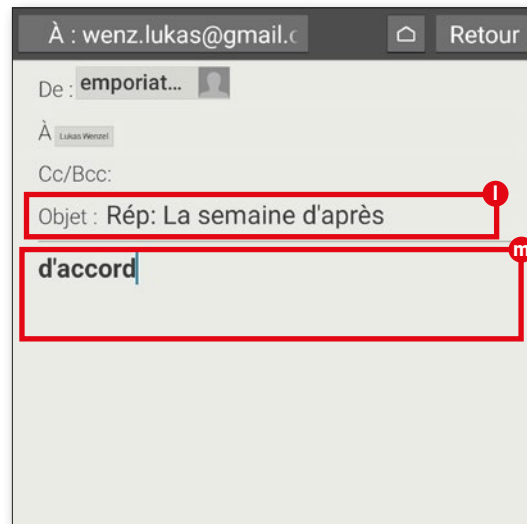 À : wenz.lukas@gmail.c
Retour
De : emporiat...
À Lukas Wenzel
Cc/Bcc:
l
Objet : Rép: La semaine d'après
m
d'accord